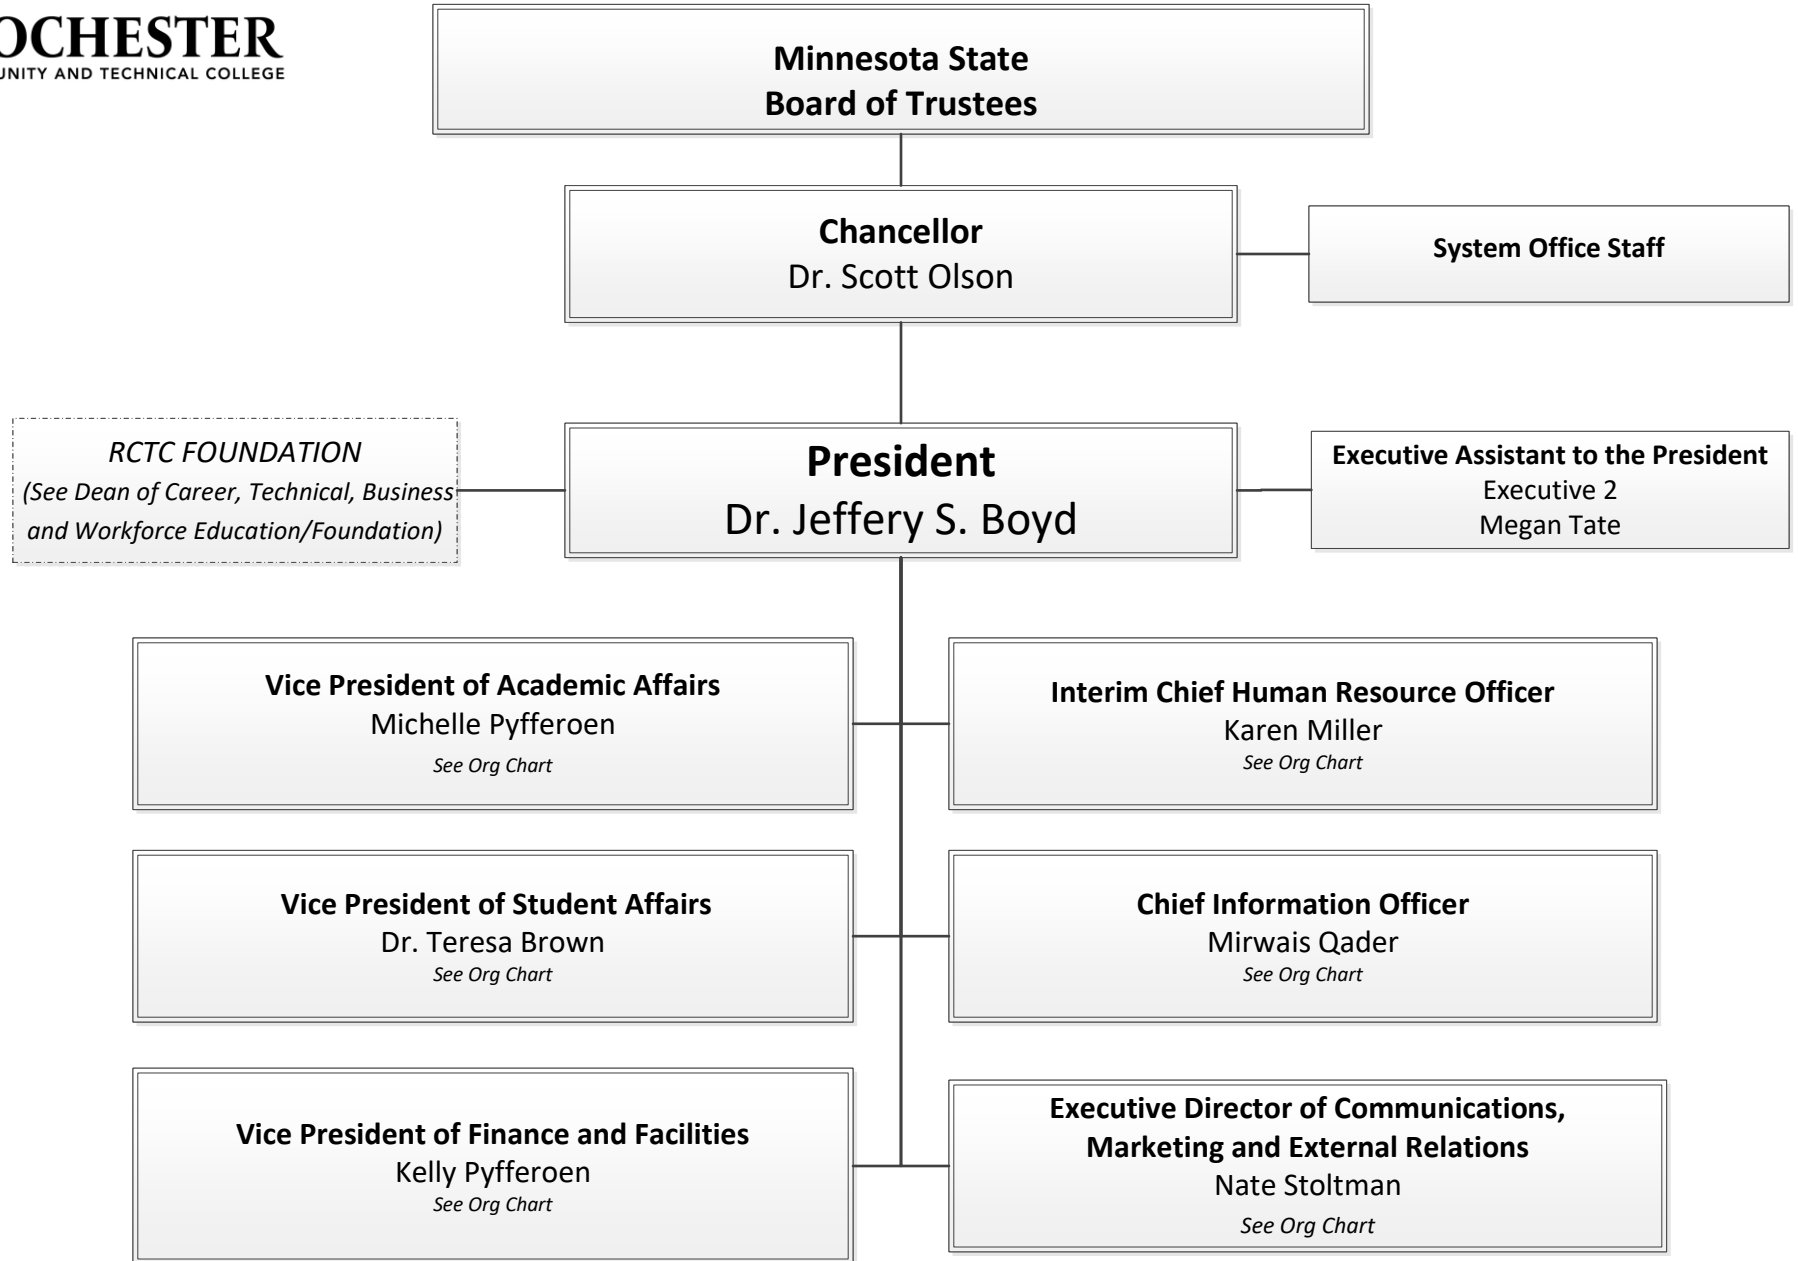 OCHESTER
UNITY AND TECHNICAL COLLEGE
Minnesota State
Board of Trustees
Chancellor
Dr. Scott Olson
System Office Staff
RCTC FOUNDATION
(See Dean of Career, Technical, Business
and Workforce Education/Foundation)
President
Dr. Jeffery S. Boyd
Executive Assistant to the President
Executive 2
Megan Tate
Vice President of Academic Affairs
Michelle Pyfferoen
See Org Chart
Interim Chief Human Resource Officer
Karen Miller
See Org Chart
Vice President of Student Affairs
Dr. Teresa Brown
See Org Chart
Chief Information Officer
Mirwais Qader
See Org Chart
Vice President of Finance and Facilities
Kelly Pyfferoen
See Org Chart
Executive Director of Communications,
Marketing and External Relations
Nate Stoltman
See Org Chart